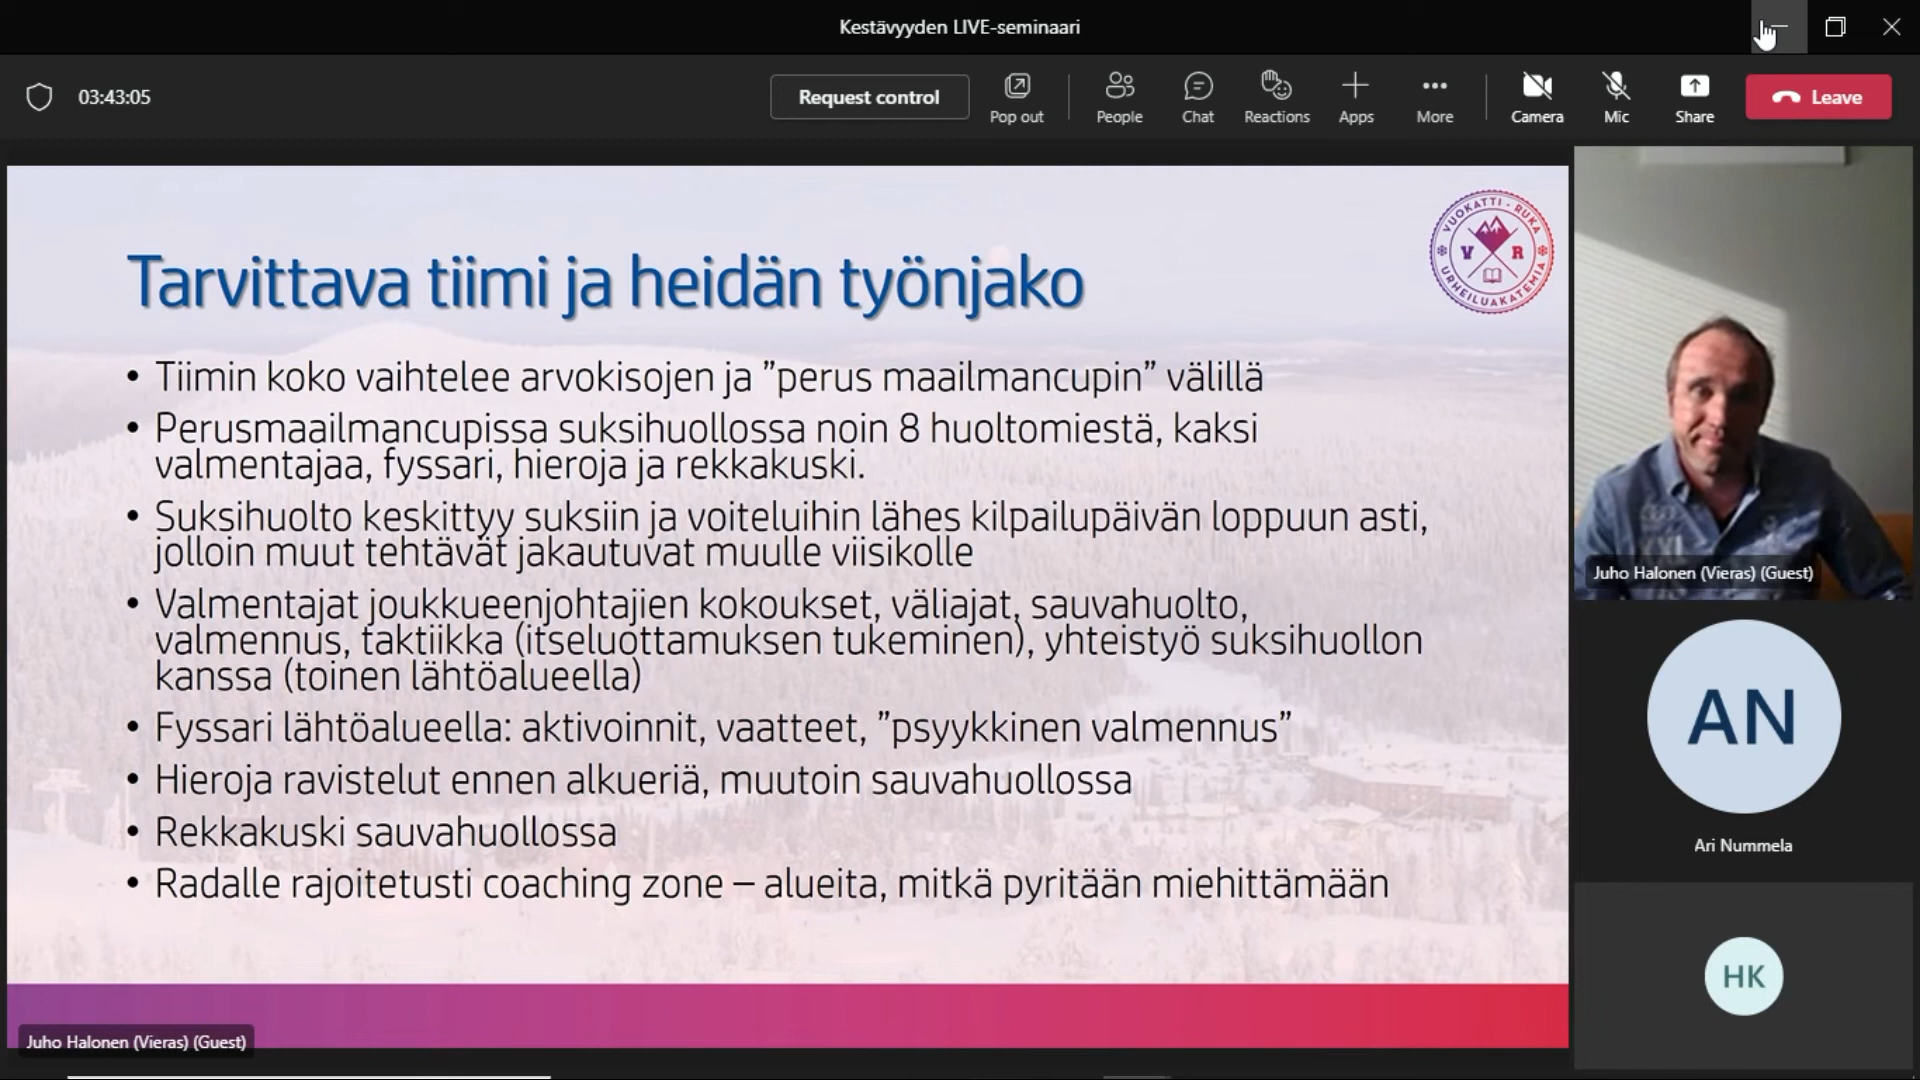 Kestävyyden LIVE-seminaari
03:43:05
Request control
Pop out
People
Chat
Reactions
Apps
More
Camera
Mic
Share
Leave
VUOKATTI - RUKA
V R
URHEILUAKATEMIA
Tarvittava tiimi ja heidän työnjako
• Tiimin koko vaihtelee arvokisojen ja ”perus maailmancupin” välillä
• Perusmaailmancupissa suksihuollossa noin 8 huoltomiestä, kaksi
valmentajaa, fyssari, hieroja ja rekkakuski.
• Suksihuolto keskittyy suksiin ja voiteluihin lähes kilpailupäivän loppuun asti,
jolloin muut tehtävät jakautuvat muulle viisikolle
• Valmentajat joukkueenjohtajien kokoukset, väliajat, sauvahuolto,
valmennus, taktiikka (itseluottamuksen tukeminen), yhteistyö suksihuollon
kanssa (toinen lähtöalueella)
• Fyssari lähtöalueella: aktivoinnit, vaatteet, ”psyykkinen valmennus”
• Hieroja ravistelut ennen alkueriä, muutoin sauvahuollossa
• Rekkakuski sauvahuollossa
• Radalle rajoitetusti coaching zone – alueita, mitkä pyritään miehittämään
Juho Halonen (Vieras) (Guest)
Juho Halonen (Vieras) (Guest)
AN
Ari Nummela
HK